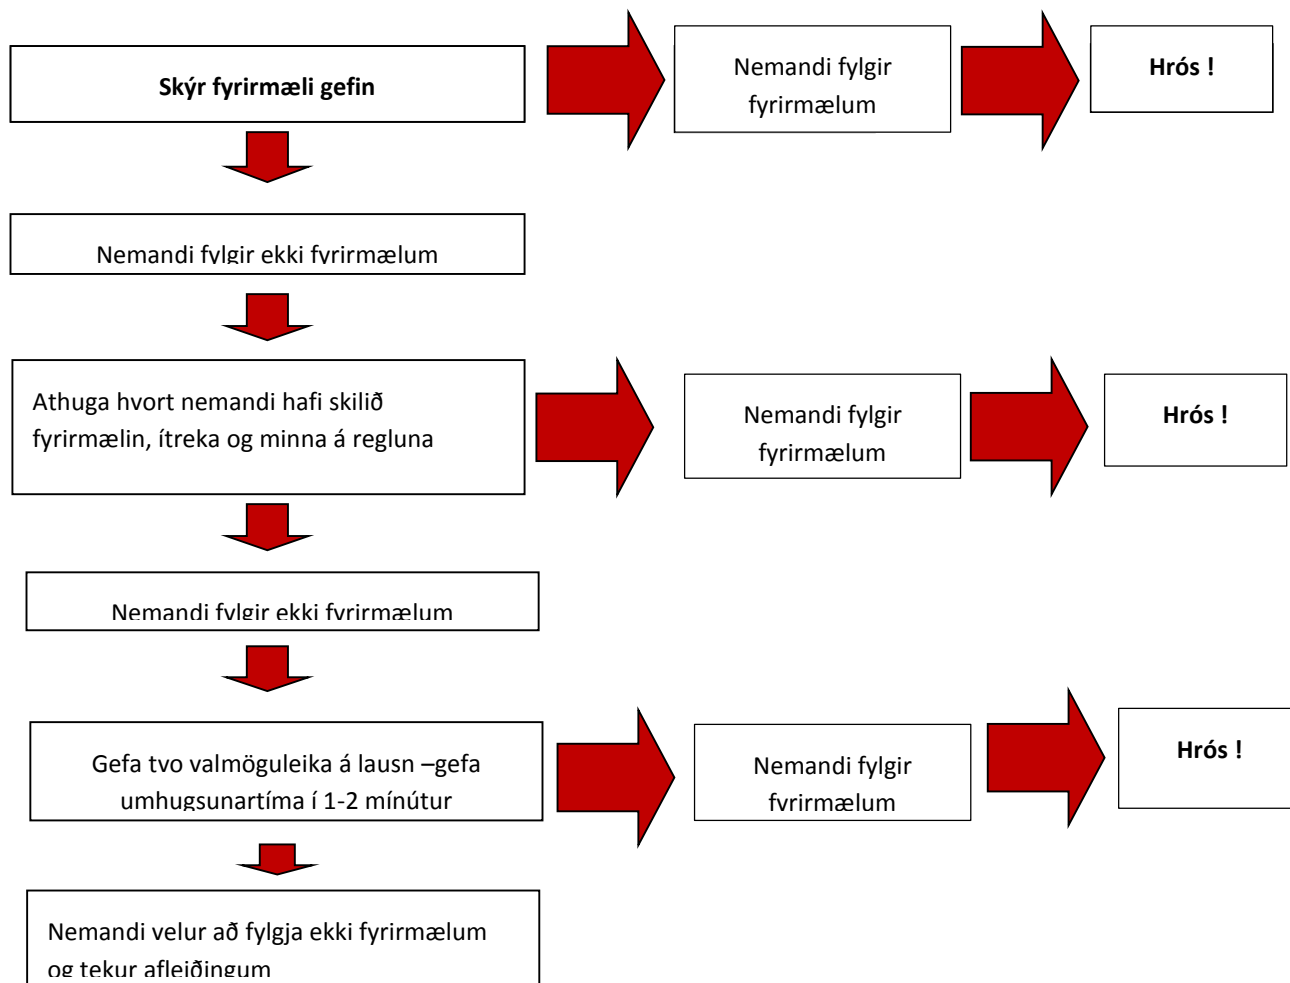 Skýr fyrirmæli gefin
Nemandi fylgir
fyrirmælum
Hrós !
Nemandi fylgir ekki fyrirmælum
Athuga hvort nemandi hafi skilið
fyrirmælin, ítreka og minna á regluna
Nemandi fylgir
fyrirmælum
Hrós !
Nemandi fylgir ekki fyrirmælum
Gefa tvo valmöguleika á lausn –gefa
umhugsunartíma í 1-2 mínútur
Nemandi fylgir
fyrirmælum
Hrós !
Nemandi velur að fylgja ekki fyrirmælum
og tekur afleiðingum